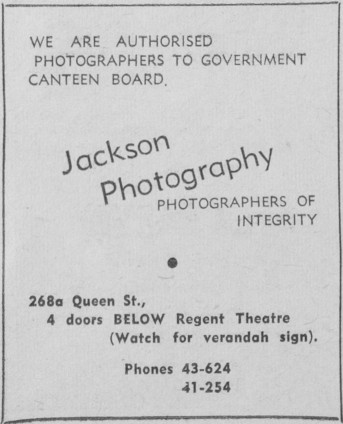 WE ARE AUTHORISED
PHOTOGRAPHERS TO GOVERNMENT
CANTEEN BOARD.
Jackson
Photography
PHOTOGRAPHERS OF
INTEGRITY
268a Queen St.,
4 doors BELOW Regent Theatre
(Watch for verandah sign).
Phones 43-624
41-254